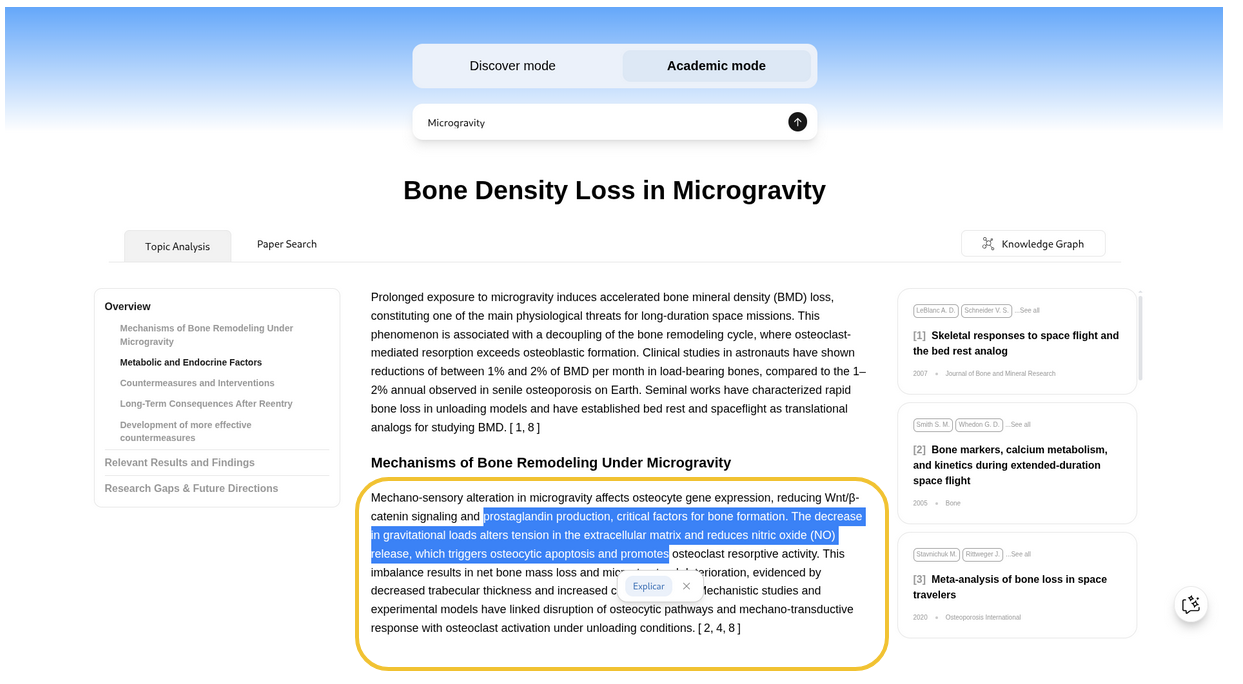 Discover mode
Academic mode
Microgravity
Bone Density Loss in Microgravity
Topic Analysis
Paper Search
Knowledge Graph
Overview
Mechanisms of Bone Remodeling Under
Microgravity
Metabolic and Endocrine Factors
Countermeasures and Interventions
Long-Term Consequences After Reentry
Development of more effective
countermeasures
Relevant Results and Findings
Research Gaps & Future Directions
Prolonged exposure to microgravity induces accelerated bone mineral density (BMD) loss,
constituting one of the main physiological threats for long-duration space missions. This
phenomenon is associated with a decoupling of the bone remodeling cycle, where osteoclast-
mediated resorption exceeds osteoblastic formation. Clinical studies in astronauts have shown
reductions of between 1% and 2% of BMD per month in load-bearing bones, compared to the 1–
2% annual observed in senile osteoporosis on Earth. Seminal works have characterized rapid
bone loss in unloading models and have established bed rest and spaceflight as translational
analogs for studying BMD. [ 1, 8 ]
Mechanisms of Bone Remodeling Under Microgravity
Mechano-sensory alteration in microgravity affects osteocyte gene expression, reducing Wnt/β-
catenin signaling and prostaglandin production, critical factors for bone formation. The decrease
in gravitational loads alters tension in the extracellular matrix and reduces nitric oxide (NO)
release, which triggers osteocytic apoptosis and promotes osteoclast resorptive activity. This
imbalance results in net bone mass loss and evidenced by
decreased trabecular thickness and increased Mechanistic studies and
experimental models have linked disruption of osteocytic pathways and mechano-transductive
response with osteoclast activation under unloading conditions. [ 2, 4, 8 ]
Explicar
LeBlanc A. D.
Schneider V. S.
...See all
[1] Skeletal responses to space flight and
the bed rest analog
2007
Journal of Bone and Mineral Research
Smith S. M.
Whedon G. D.
...See all
[2] Bone markers, calcium metabolism,
and kinetics during extended-duration
space flight
2005
Bone
Stavnichuk M.
Rittweger J.
...See all
[3] Meta-analysis of bone loss in space
travelers
2020
Osteoporosis International